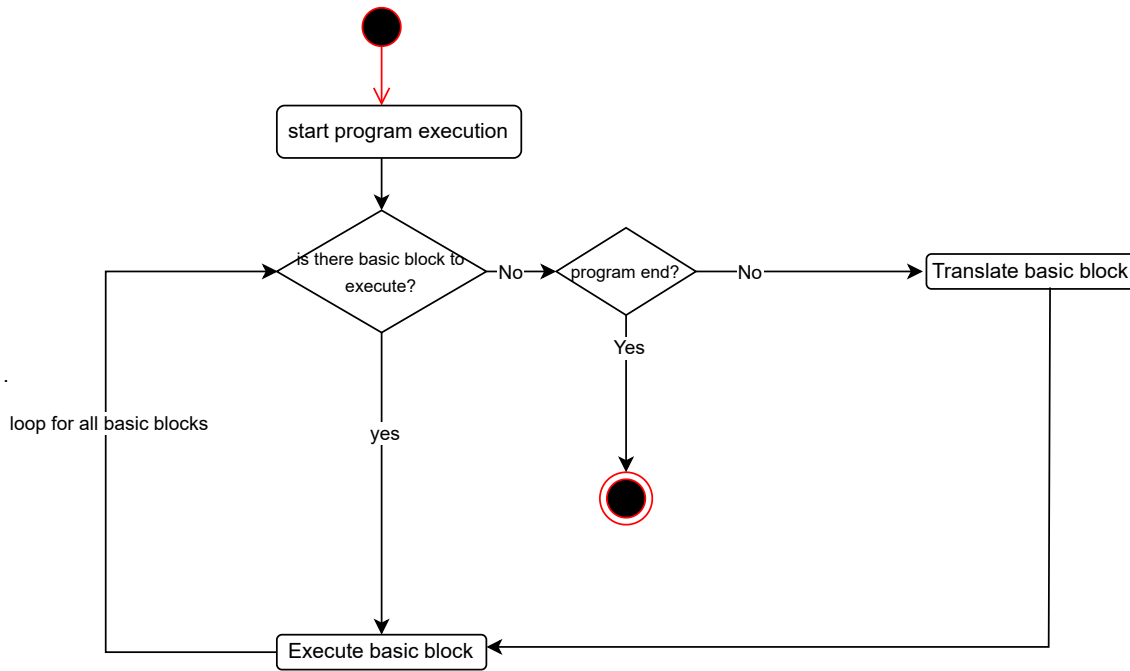 start program execution
is there basic block to
execute?
No
program end?
No
Translate basic block
Yes
.
loop for all basic blocks
yes
Execute basic block